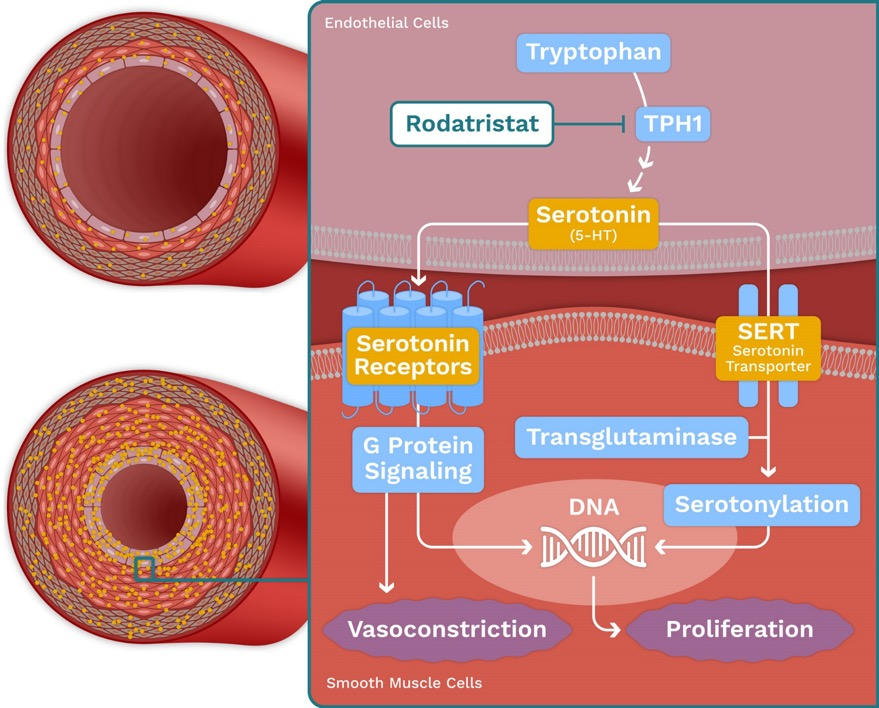 Endothelial Cells
Tryptophan
Rodatristat
TPH1
Serotonin
(5-HT)
Serotonin
Receptors
SERT
Serotonin
Transporter
G Protein
Signaling
Transglutaminase
DNA
Serotonylation
Vasoconstriction
Proliferation
Smooth Muscle Cells